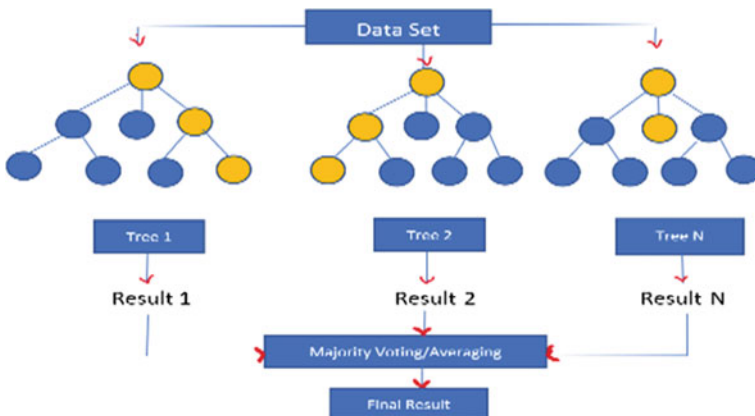 Data Set
Tree 1
Tree 2
Tree N
Result 1
Result 2
Result N
Majority Voting/Averaging
Final Result